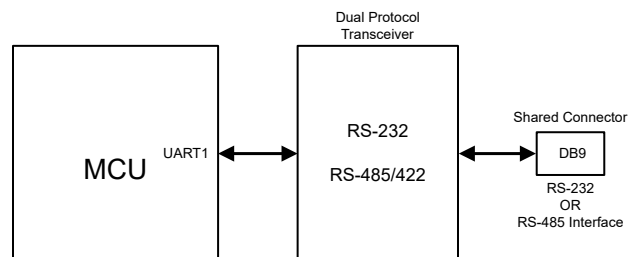 Dual Protocol
Transceiver
MCU
UART1
RS-232
RS-485/422
Shared Connector
DB9
RS-232
OR
RS-485 Interface